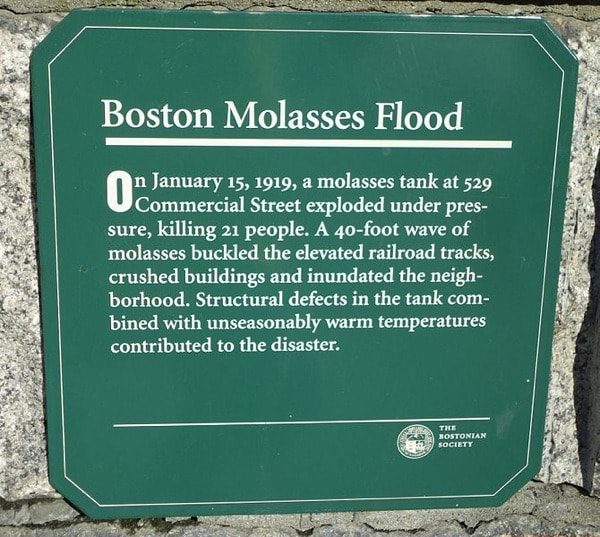 Boston Molasses Flood
On January 15, 1919, a molasses tank at 529
Commercial Street exploded under pres-
sure, killing 21 people. A 40-foot wave of
molasses buckled the elevated railroad tracks,
crushed buildings and inundated the neigh-
borhood. Structural defects in the tank com-
bined with unseasonably warm temperatures
contributed to the disaster.
THE
BOSTONIAN
SOCIETY